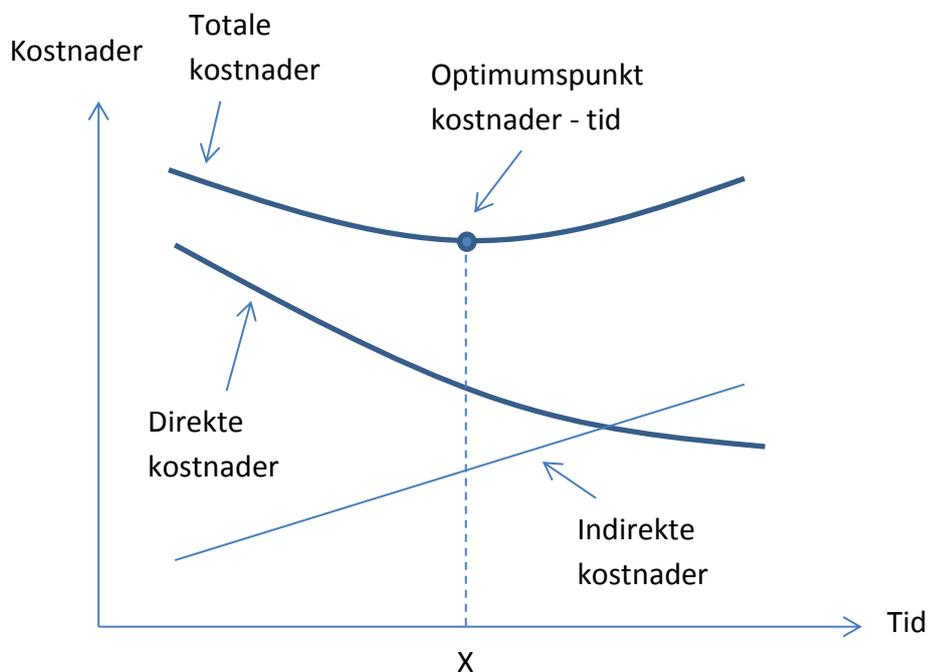 Totale
kostnader
Kostnader
Optimumspunkt
kostnader - tid
Direkte
kostnader
Indirekte
kostnader
Tid
X